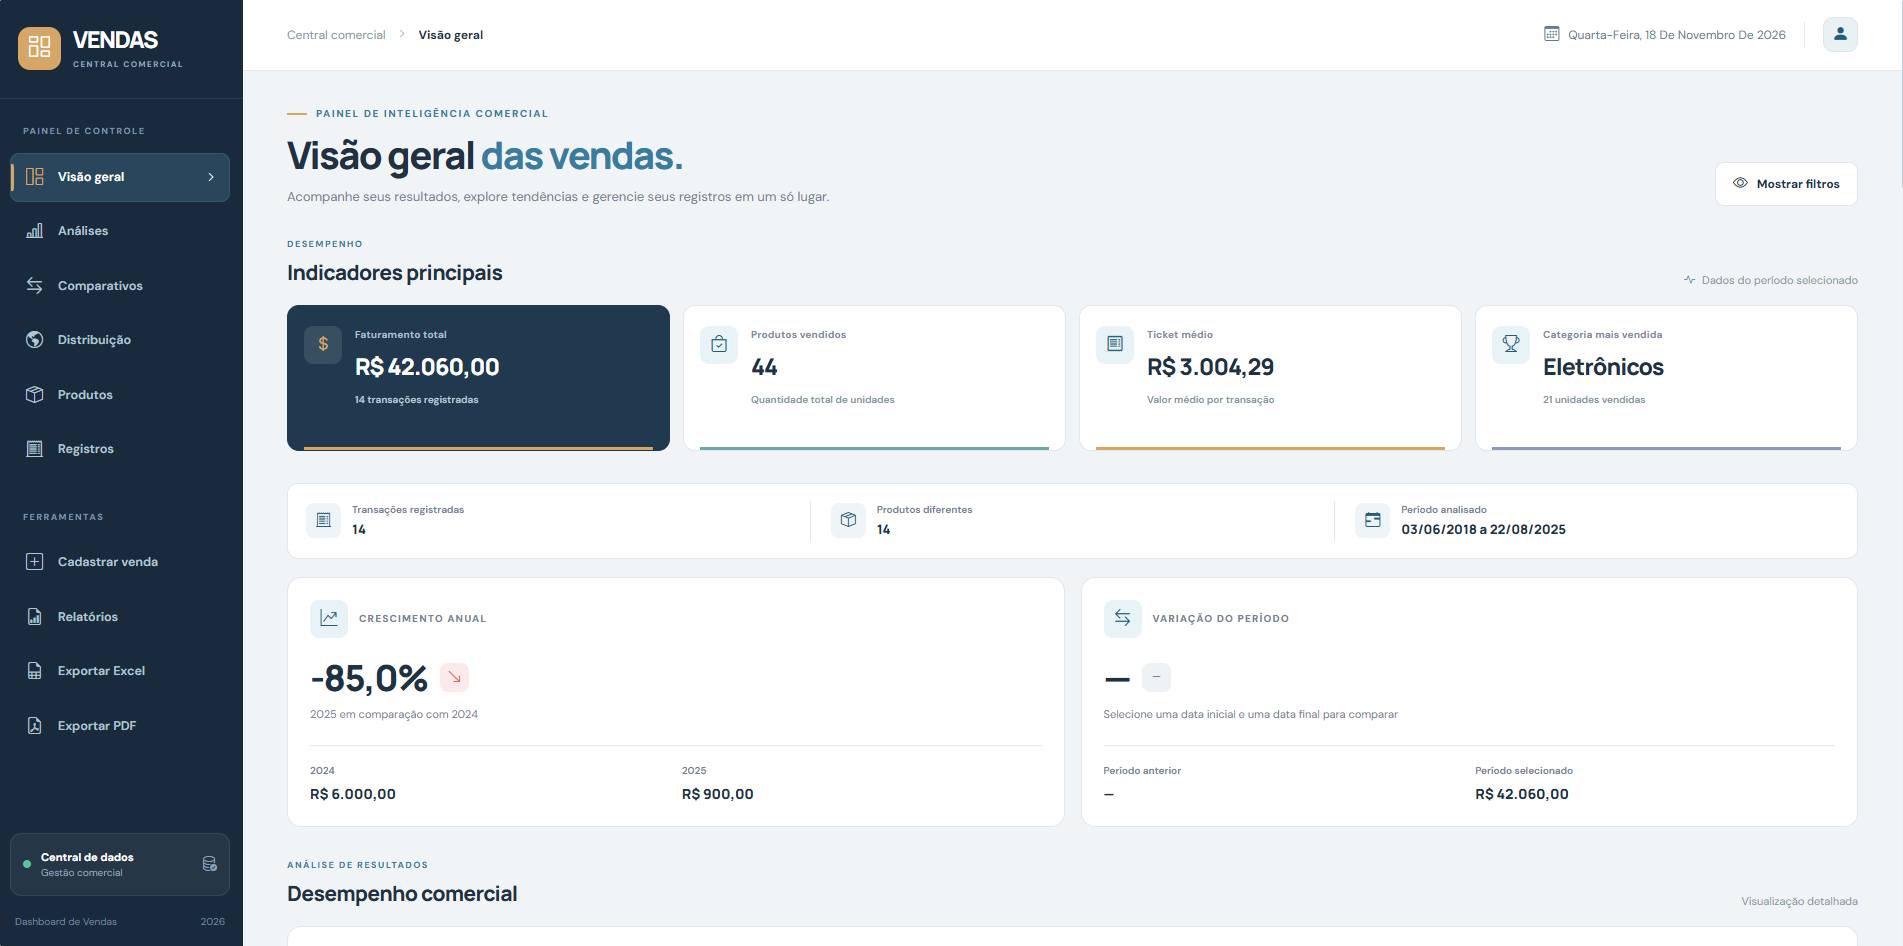 VENDAS
CENTRAL COMERCIAL
PAINEL DE CONTROLE
Visão geral
Análises
Comparativos
Distribuição
Produtos
Registros
FERRAMENTAS
Cadastrar venda
Relatórios
Exportar Excel
Exportar PDF
Central de dados
Gestão comercial
Dashboard de Vendas 2026
Central comercial > Visão geral
Quarta-Feira, 18 De Novembro De 2026
PAINEL DE INTELIGÊNCIA COMERCIAL
Visão geral das vendas.
Acompanhe seus resultados, explore tendências e gerencie seus registros em um só lugar.
Mostrar filtros
DESEMPENHO
Indicadores principais
Dados do período selecionado
Faturamento total
R$ 42.060,00
14 transações registradas
Produtos vendidos
44
Quantidade total de unidades
Ticket médio
R$ 3.004,29
Valor médio por transação
Categoria mais vendida
Eletrônicos
21 unidades vendidas
Transações registradas
14
Produtos diferentes
14
Período analisado
03/06/2018 a 22/08/2025
CRESCIMENTO ANUAL
-85,0%
2025 em comparação com 2024
2024
R$ 6.000,00
2025
R$ 900,00
VARIAÇÃO DO PERÍODO
—
Selecione uma data inicial e uma data final para comparar
Período anterior
—
Período selecionado
R$ 42.060,00
ANÁLISE DE RESULTADOS
Desempenho comercial
Visualização detalhada